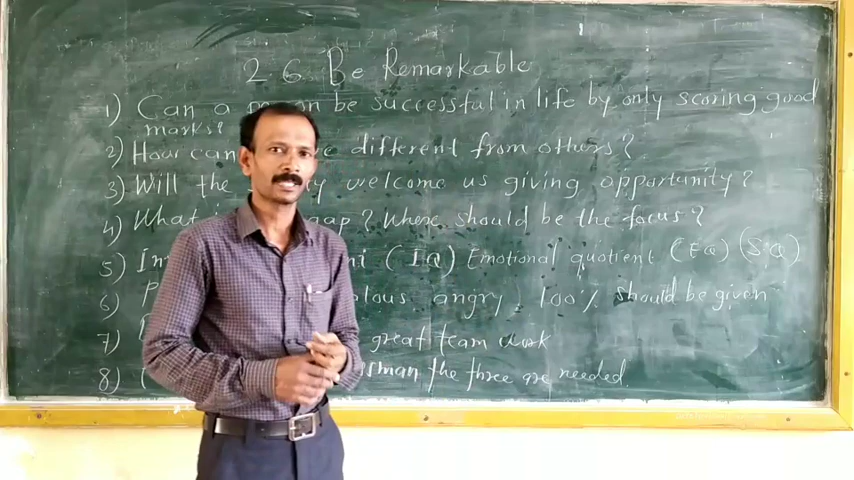 2.6. Be Remarkable
1) Can a person be successful in life by only scoring good
marks?
2) How can different from others?
3) Will the welcome us giving opportunity?
4) What gap? Where should be the focus?
5) (IQ) Emotional quotient (EQ) (SQ)
6) angry, 100% should be given
7) great team work
8) the three are needed.